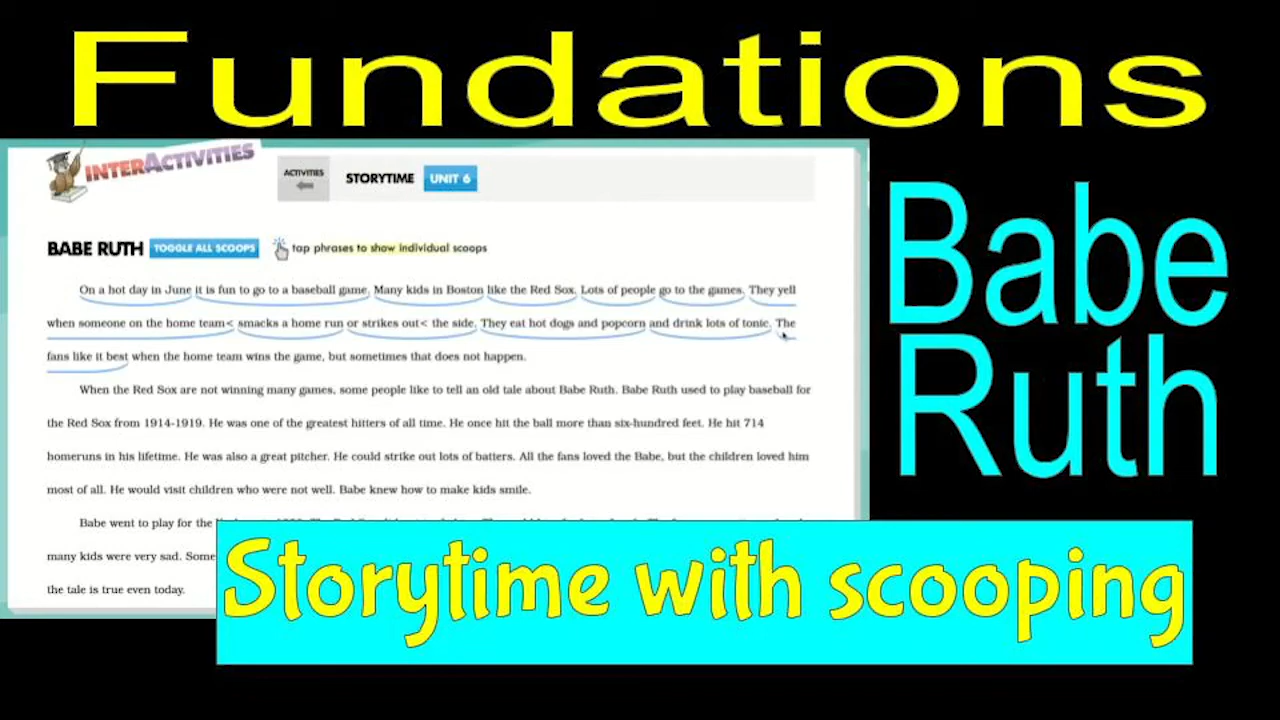 Fundations
INTERACTIVITIES
ACTIVITIES
STORYTIME
UNIT 6
BABE RUTH
TOGGLE ALL SCOOPS
tap phrases to show individual scoops
On a hot day in June it is fun to go to a baseball game. Many kids in Boston like the Red Sox. Lots of people go to the games. They yell
when someone on the home team< smacks a home run or strikes out< the side. They eat hot dogs and popcorn and drink lots of tonic. The
fans like it best when the home team wins the game, but sometimes that does not happen.
When the Red Sox are not winning many games, some people like to tell an old tale about Babe Ruth. Babe Ruth used to play baseball for
the Red Sox from 1914-1919. He was one of the greatest hitters of all time. He once hit the ball more than six-hundred feet. He hit 714
homeruns in his lifetime. He was also a great pitcher. He could strike out lots of batters. All the fans loved the Babe, but the children loved him
most of all. He would visit children who were not well. Babe knew how to make kids smile.
Babe went to play for the
many kids were very sad. Some
the tale is true even today.
Babe
Ruth
Storytime with scooping